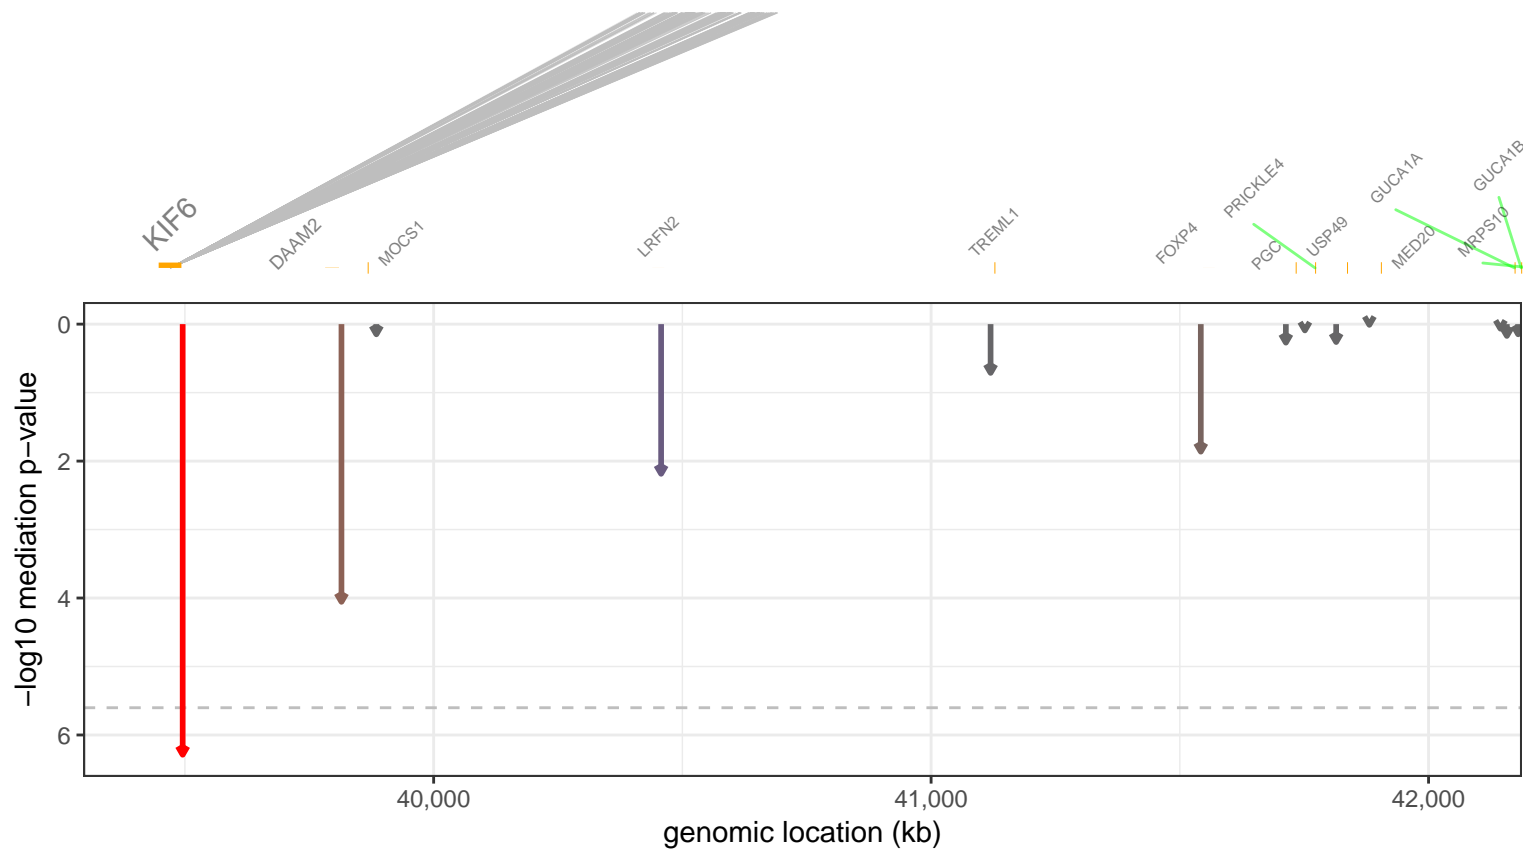 KIF6
DAAM2
MOCS1
LRFN2
TREML1
FOXP4
PRICKLE4
PGC
USP49
GUCA1A
MED20
GUCA1B
MRPS10
0
2
4
6
−log10 mediation p−value
40,000
41,000
42,000
genomic location (kb)